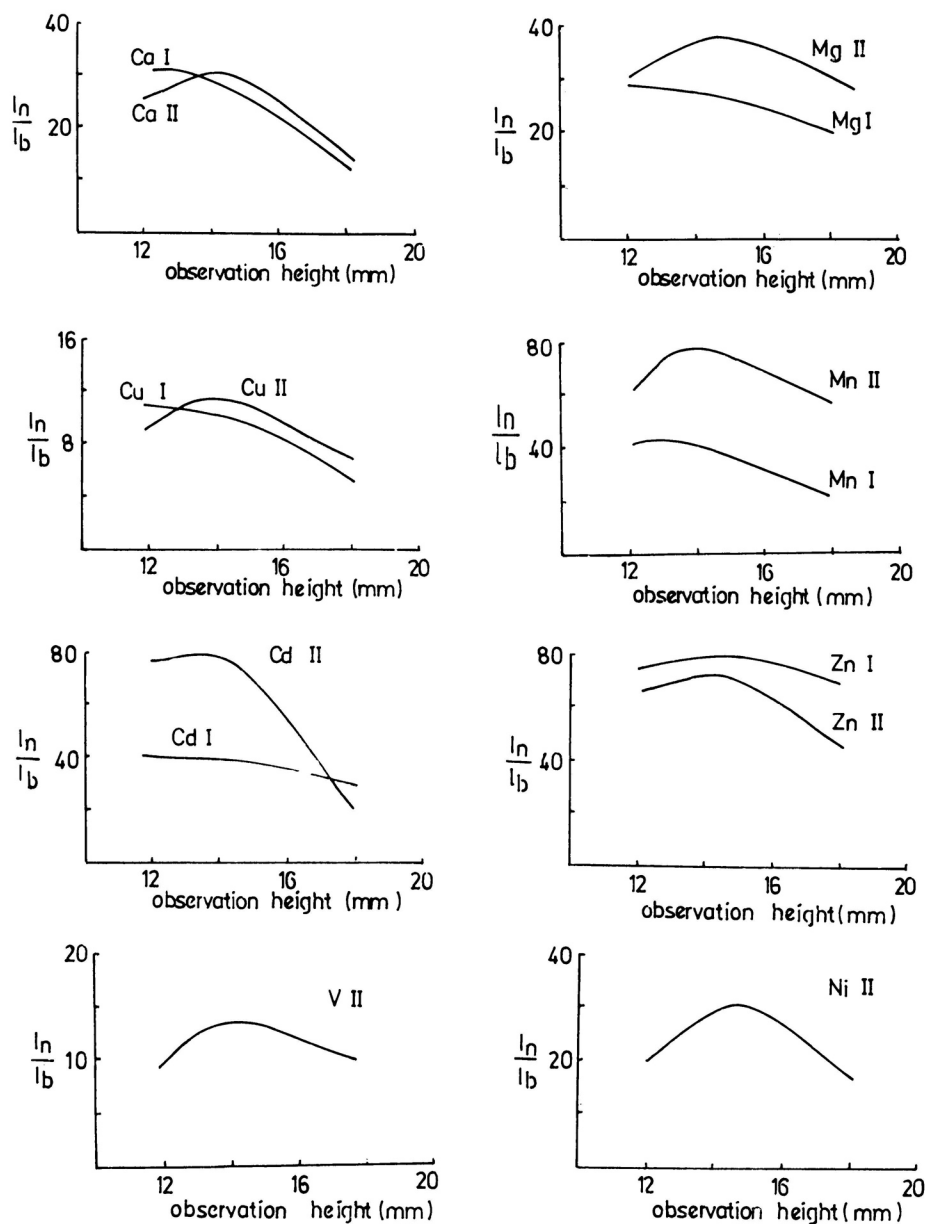 40
Ca I
In
Ib
20
Ca II
12 16 20
observation height (mm)
40
Mg II
In
Ib
20
Mg I
12 16 20
observation height (mm)
16
Cu I Cu II
In
Ib
8
12 16 20
observation height (mm)
80
Mn II
In
Ib
40
Mn I
12 16 20
observation height (mm)
80
Cd II
In
Ib
40
Cd I
12 16 20
observation height (mm)
80
Zn I
Zn II
In
Ib
40
12 16 20
observation height (mm)
20
V II
In
Ib
10
12 16 20
observation height (mm)
40
Ni II
In
Ib
20
12 16 20
observation height (mm)